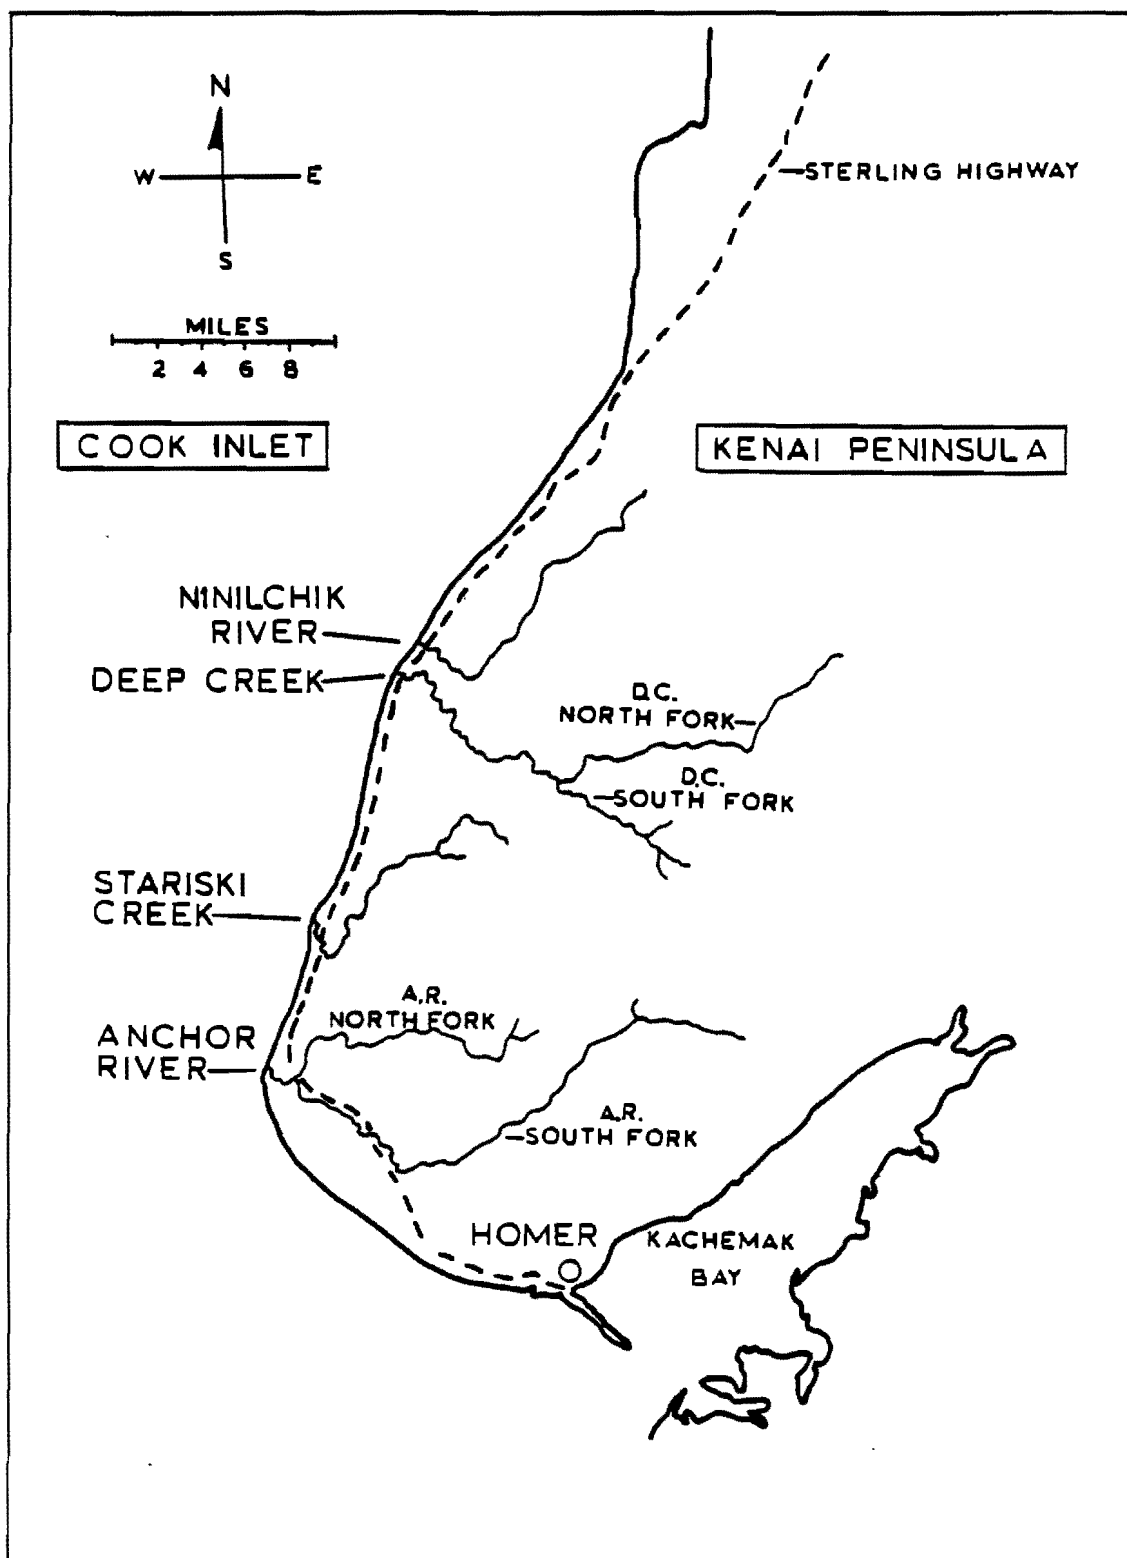 N
W E
S
STERLING HIGHWAY
MILES
2 4 6 8
COOK INLET
KENAI PENINSULA
NINILCHIK
RIVER
DEEP CREEK
D.C.
NORTH FORK
D.C.
SOUTH FORK
STARISKI
CREEK
A.R.
NORTH FORK
ANCHOR
RIVER
A.R.
SOUTH FORK
HOMER
KACHEMAK
BAY